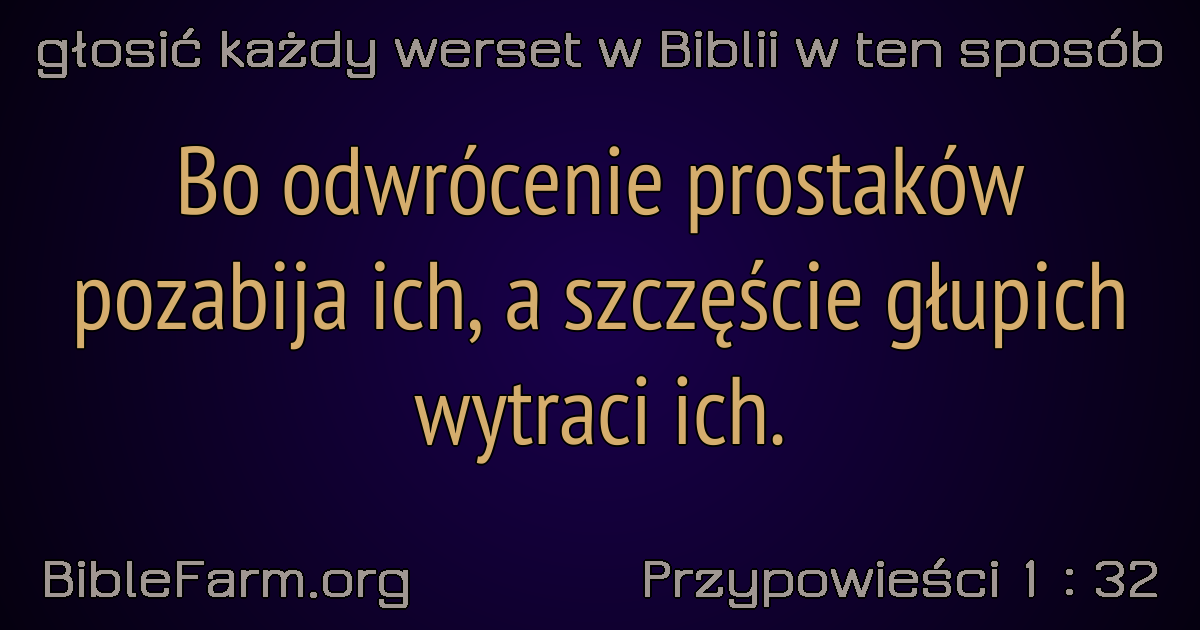 głosić każdy werset w Biblii w ten sposób
Bo odwrócenie prostaków
pozabija ich, a szczęście głupich
wytraci ich.
BibleFarm.org
Przypowieści 1 : 32